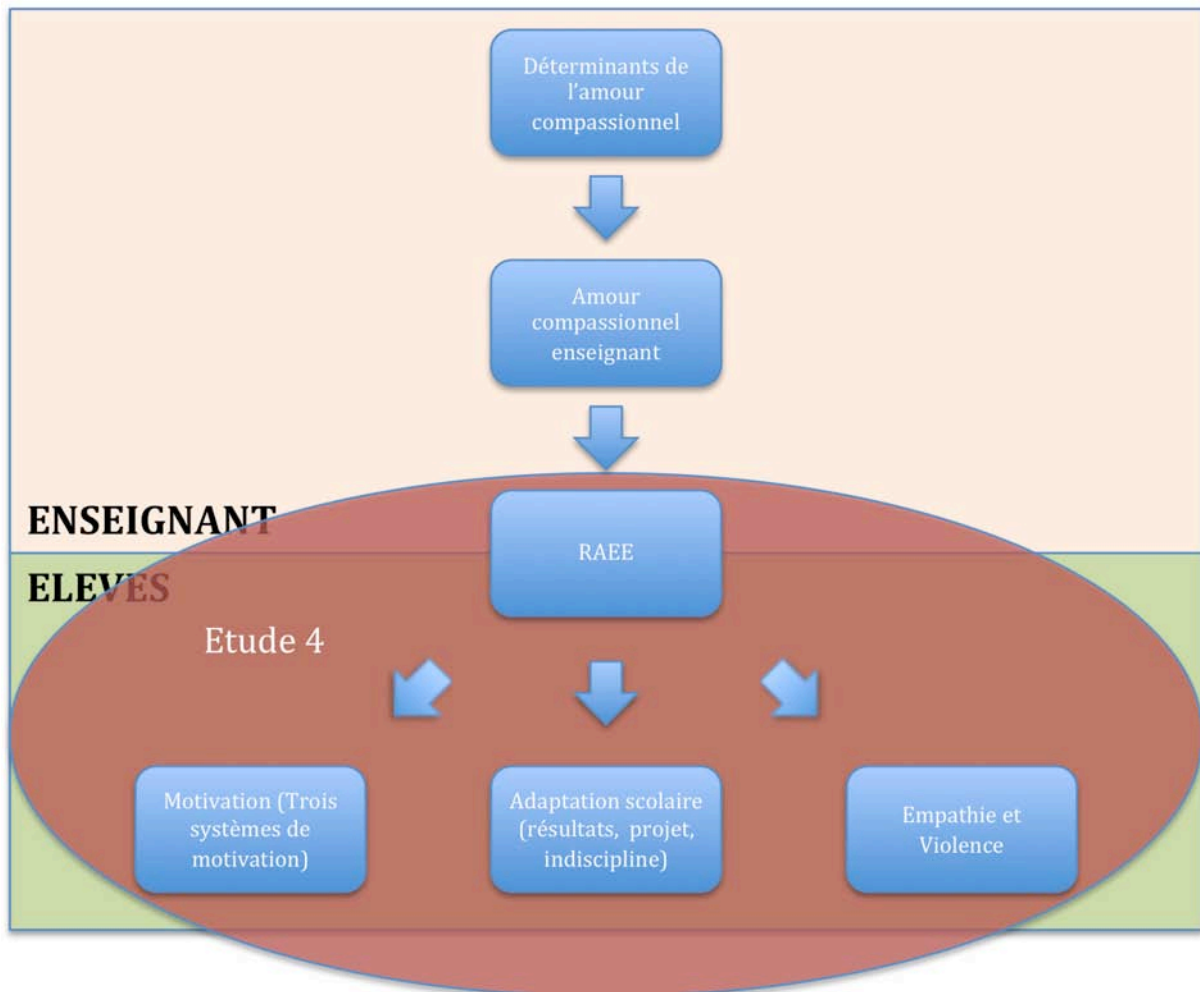 Déterminants de
l'amour
compassionnel
Amour
compassionnel
enseignant
ENSEIGNANT
RAEE
ELEVES
Etude 4
Motivation (Trois
systèmes de
motivation)
Adaptation scolaire
(résultats, projet,
indiscipline)
Empathie et
Violence